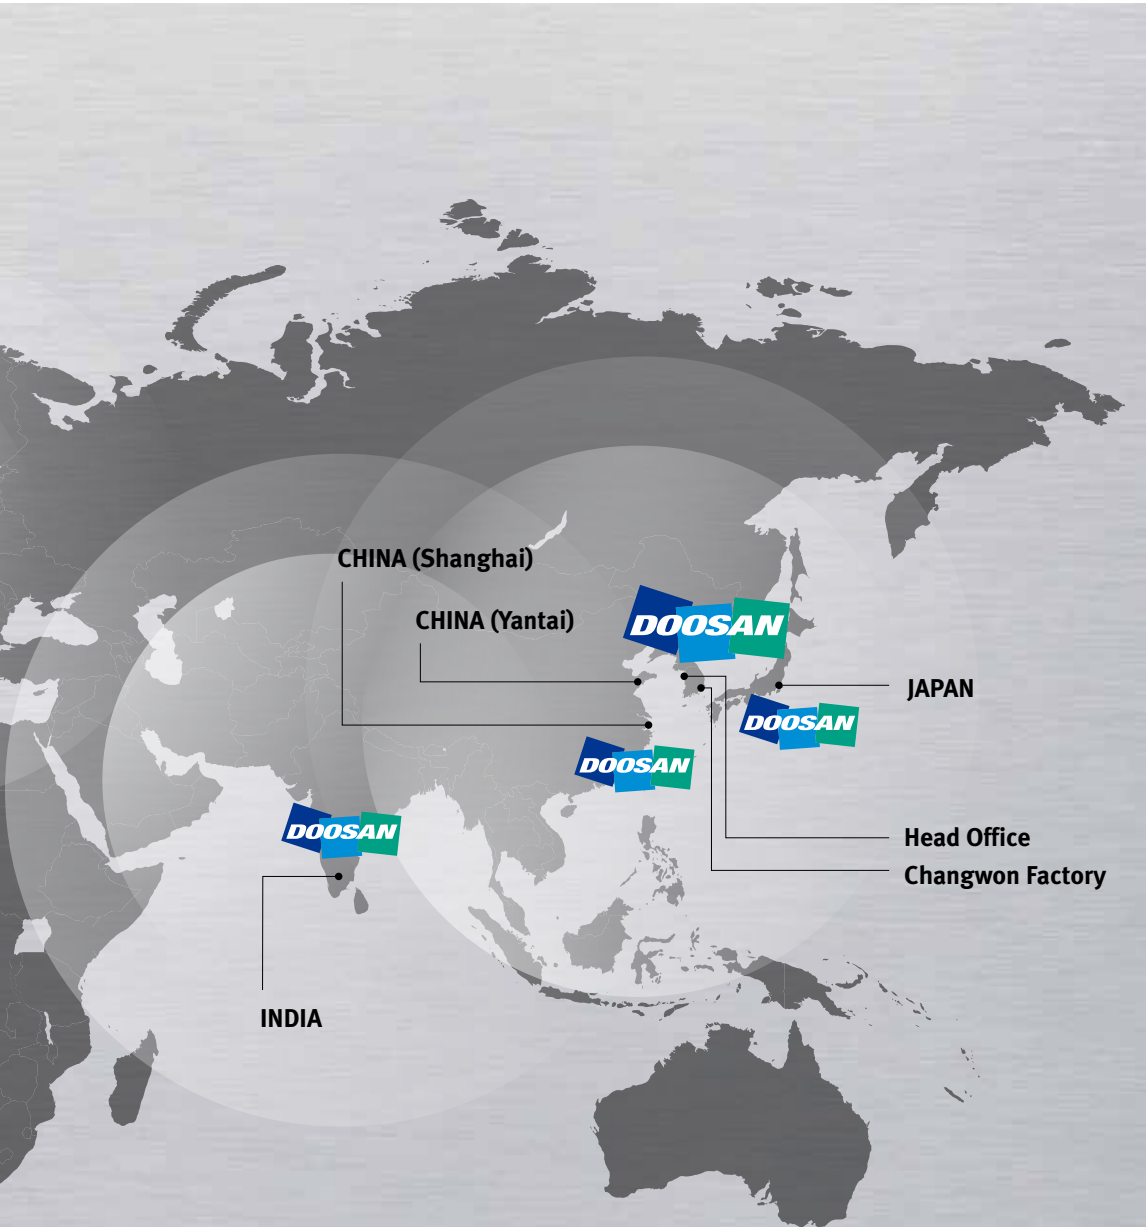 CHINA (Shanghai)
CHINA (Yantai)
DOOSAN
JAPAN
DOOSAN
DOOSAN
DOOSAN
Head Office
Changwon Factory
INDIA